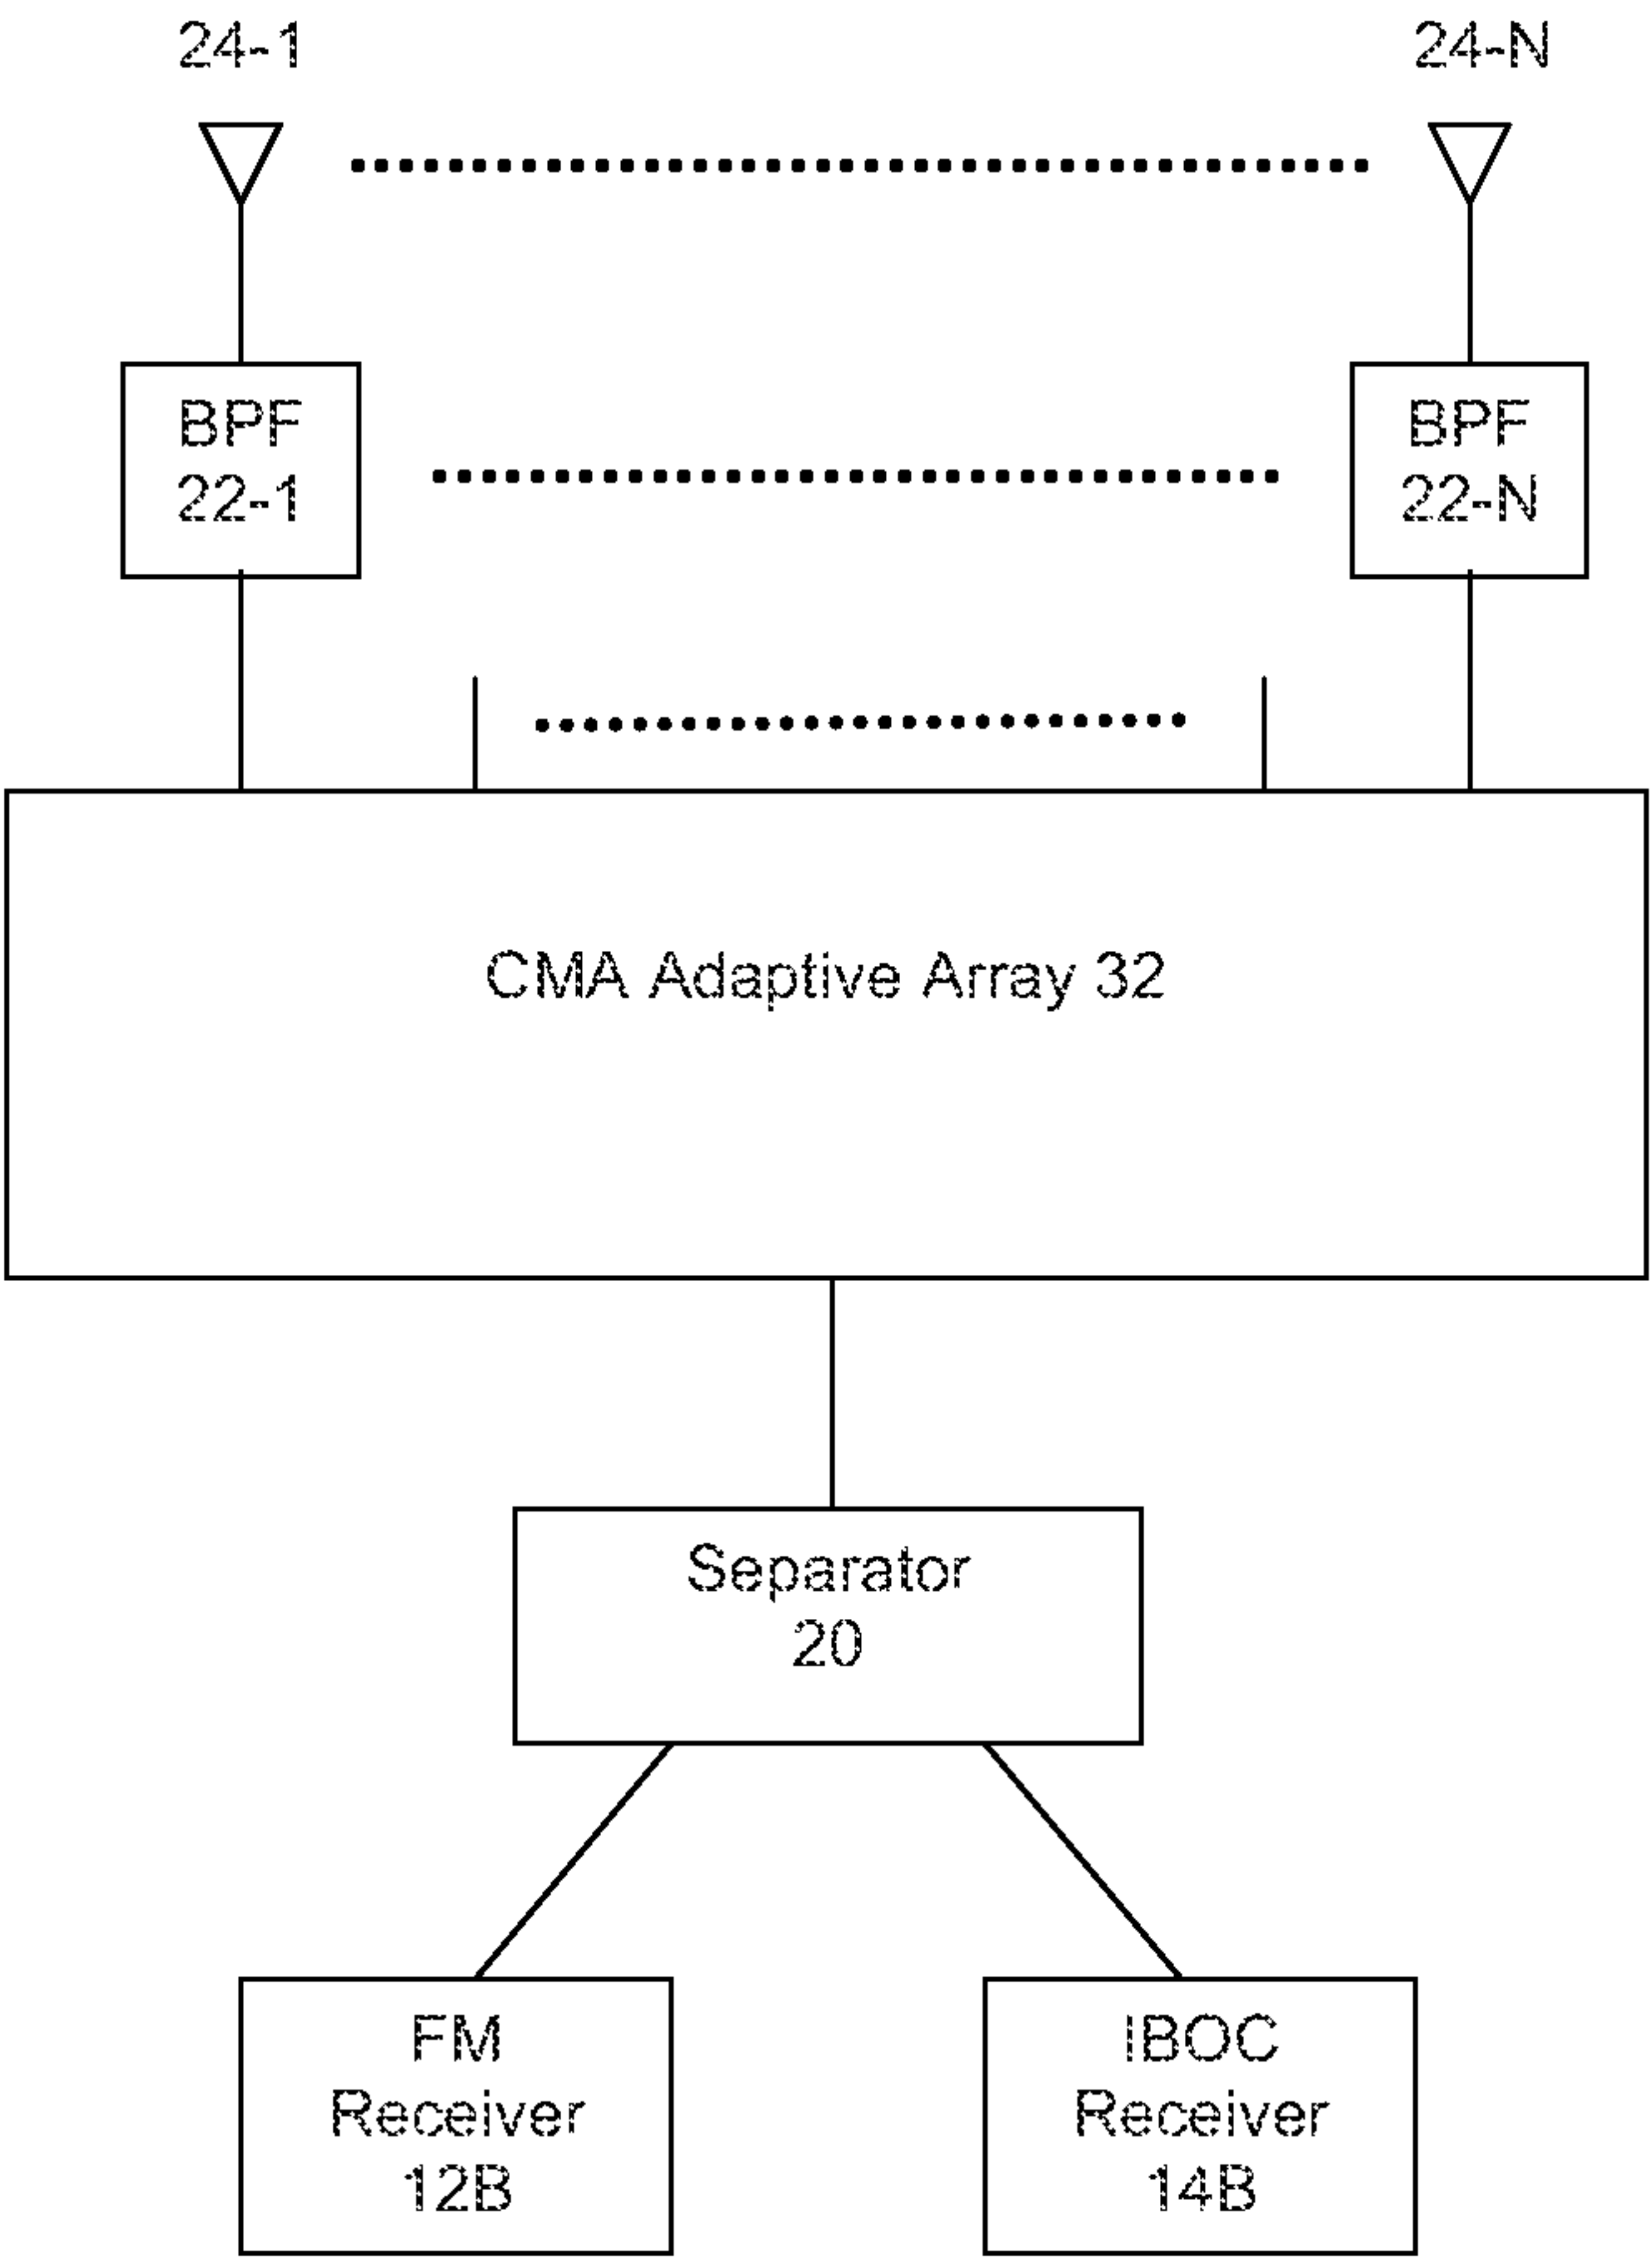 24-1
24-N
BPF
22-1
BPF
22-N
CMA Adaptive Array 32
Separator
20
FM
Receiver
12B
IBOC
Receiver
14B